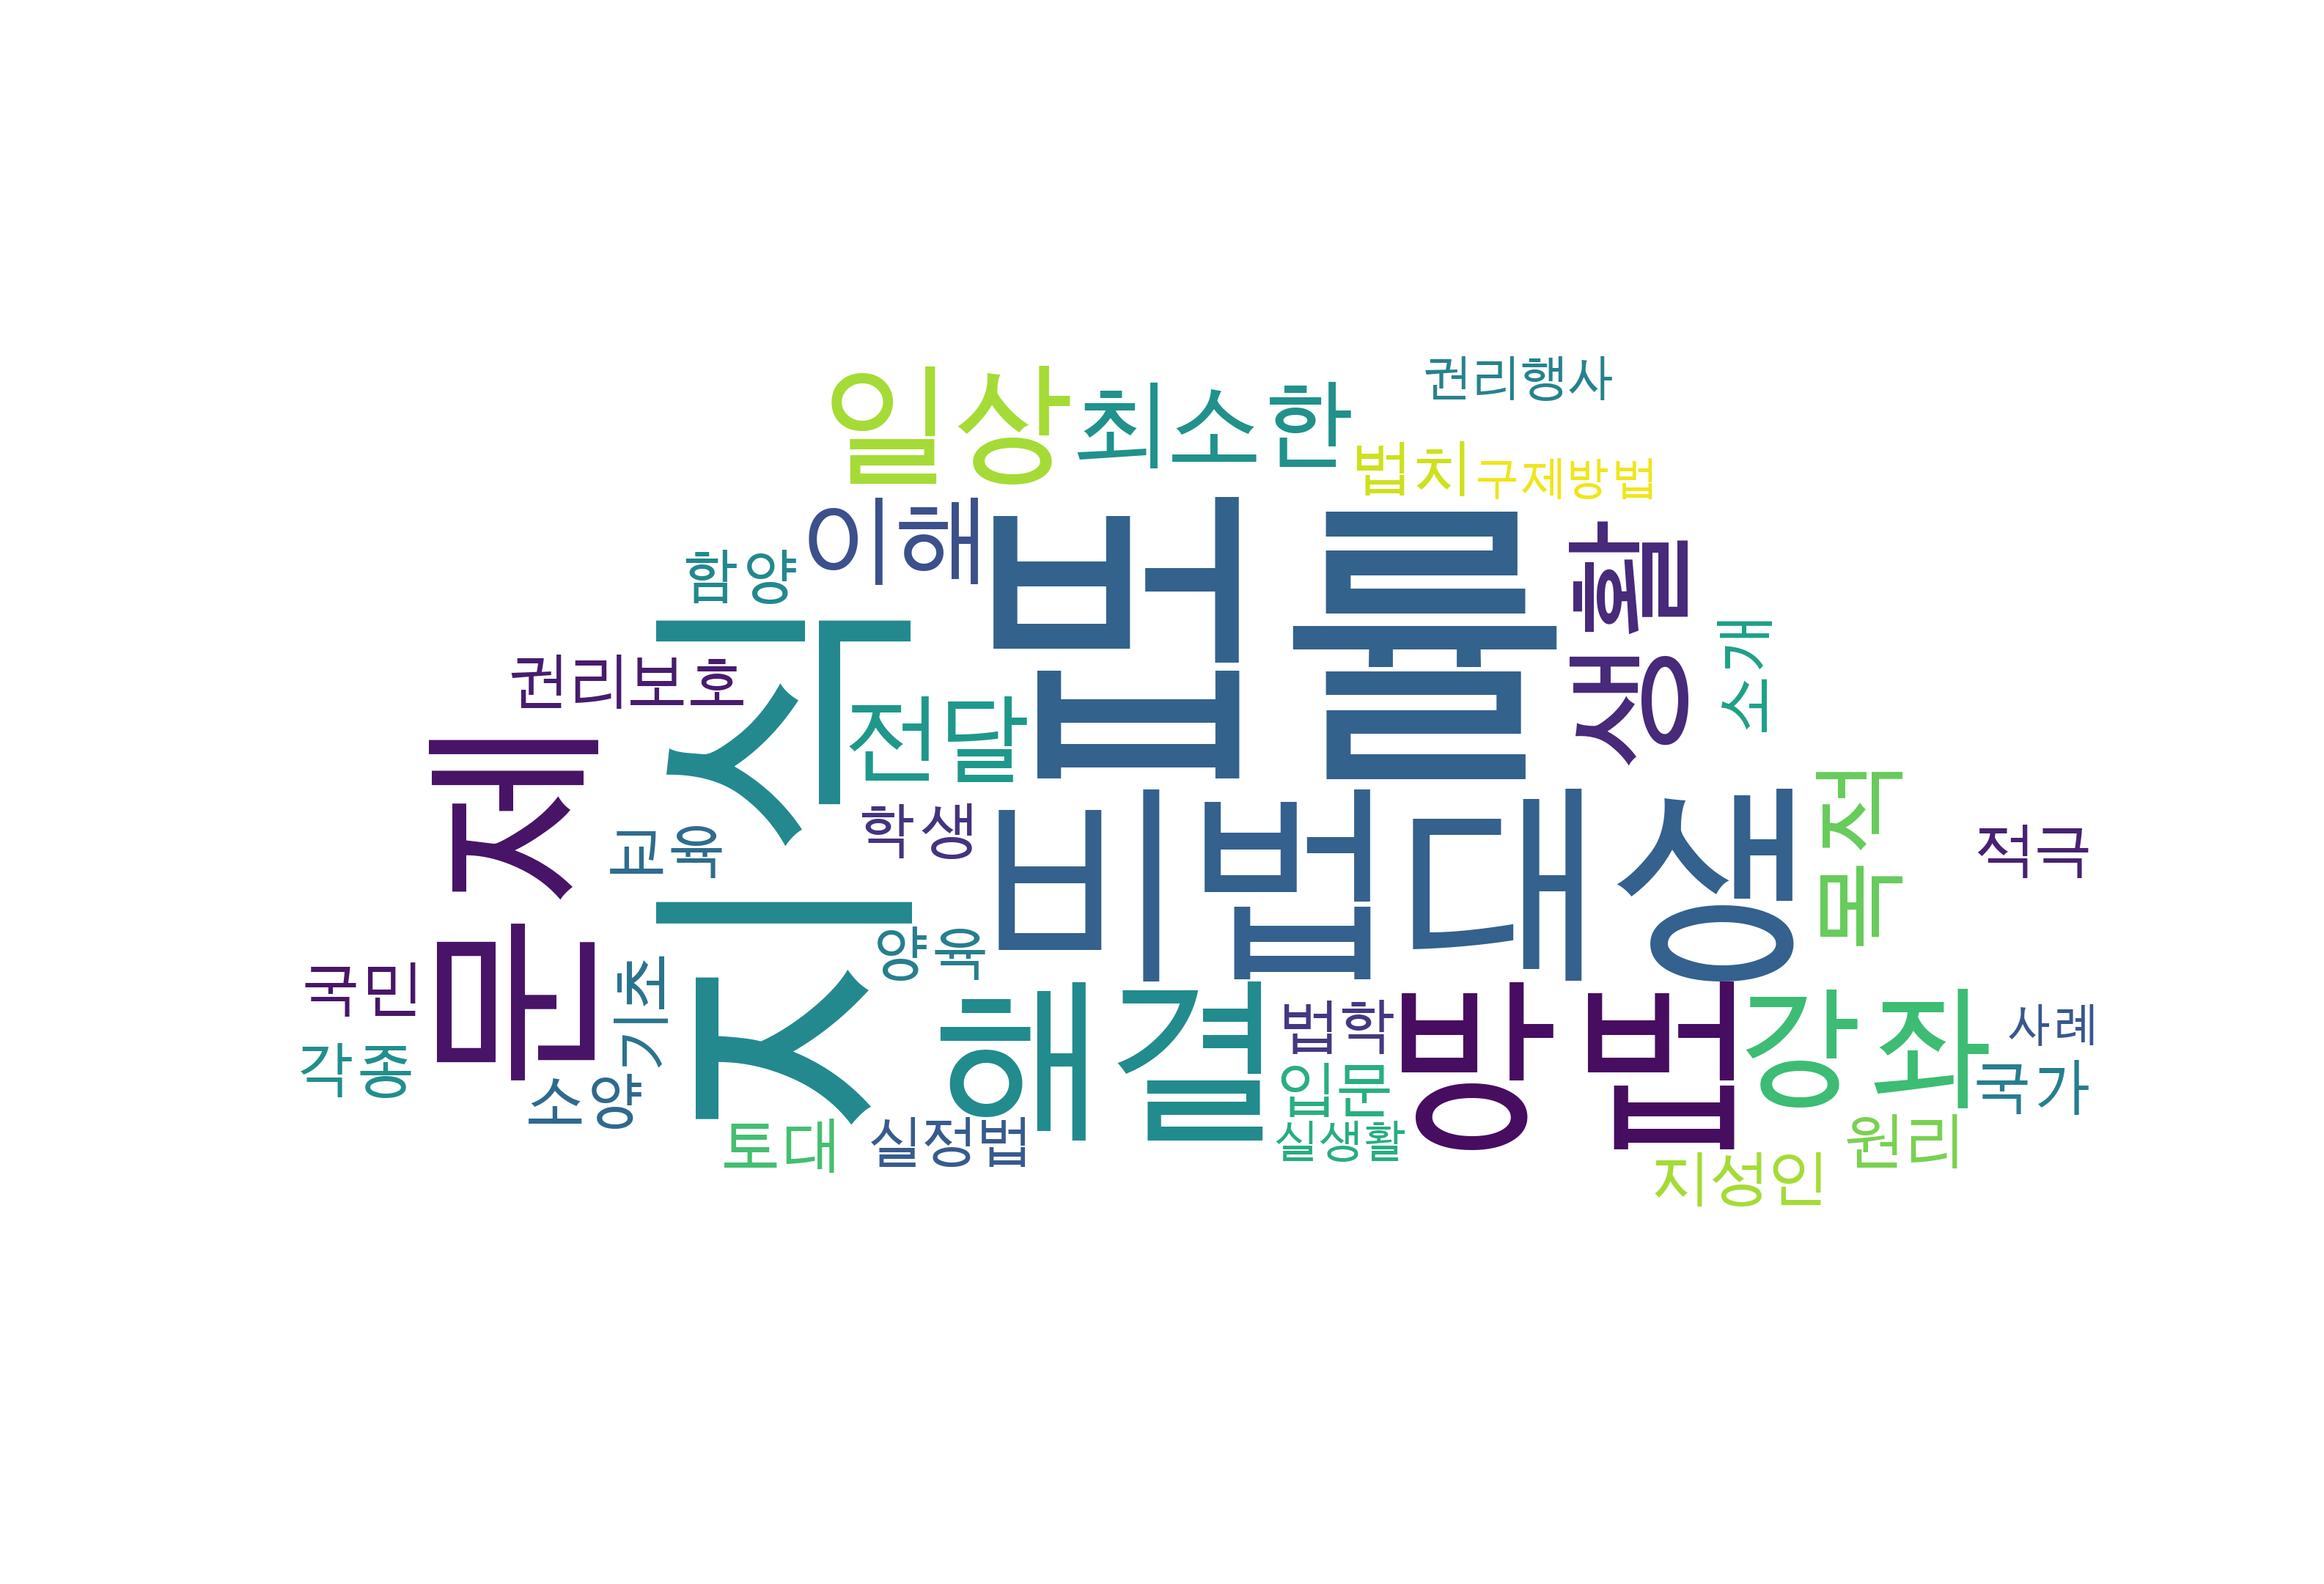 권리행사
일상
최소한
법치
구제방법
이해
함양
법률
생활
소개
권리보호
지식
전달
문제
학생
교육
비법대생
목적
적극
양육
국민
기초
각종
소양
해결
법학
방법
강좌
사례
국가
입문
실생활
토대
실정법
원리
지성인